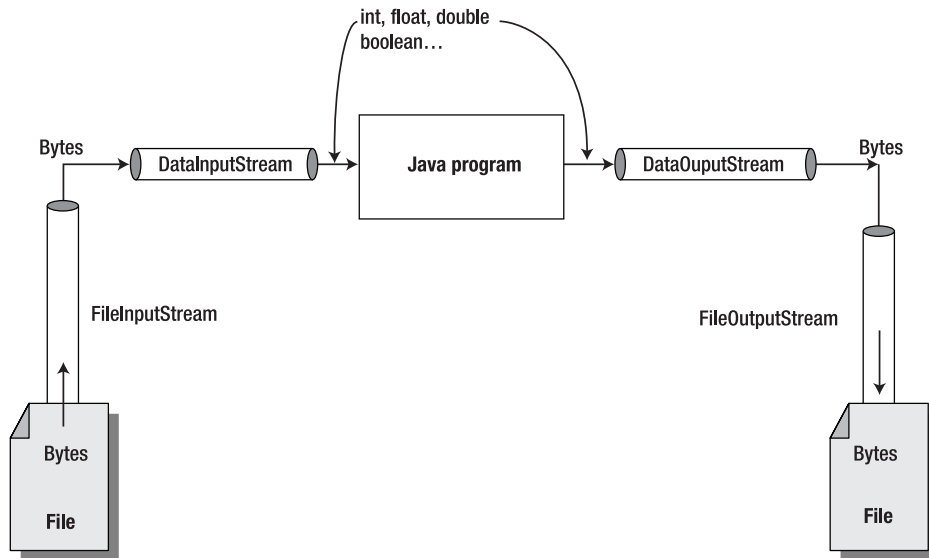 int, float, double
boolean…
Bytes
DataInputStream
Java program
DataOuputStream
Bytes
FileInputStream
FileOutputStream
Bytes
File
Bytes
File